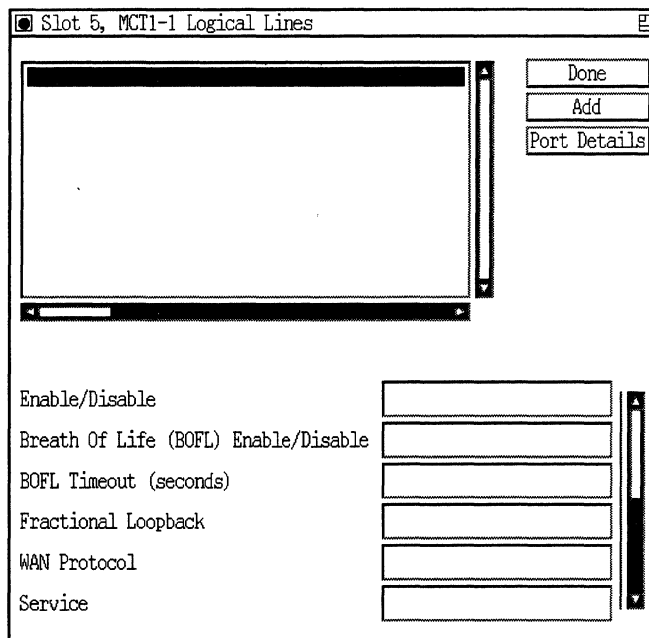 Slot 5, MCT1-1 Logical Lines
Done
Add
Port Details
Enable/Disable
Breath Of Life (BOFL) Enable/Disable
BOFL Timeout (seconds)
Fractional Loopback
WAN Protocol
Service